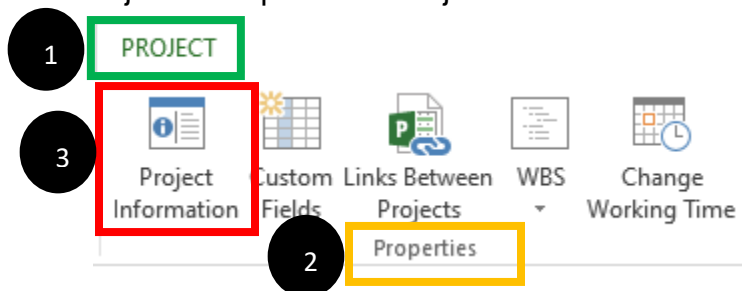 1
PROJECT
3
Project Information
Custom Fields
Links Between Projects
WBS
Change Working Time
2
Properties